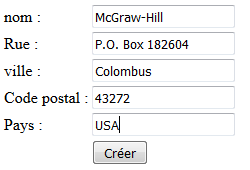 nom : McGraw-Hill
Rue : P.O. Box 182604
ville : Colombus
Code postal : 43272
Pays : USA
Créer